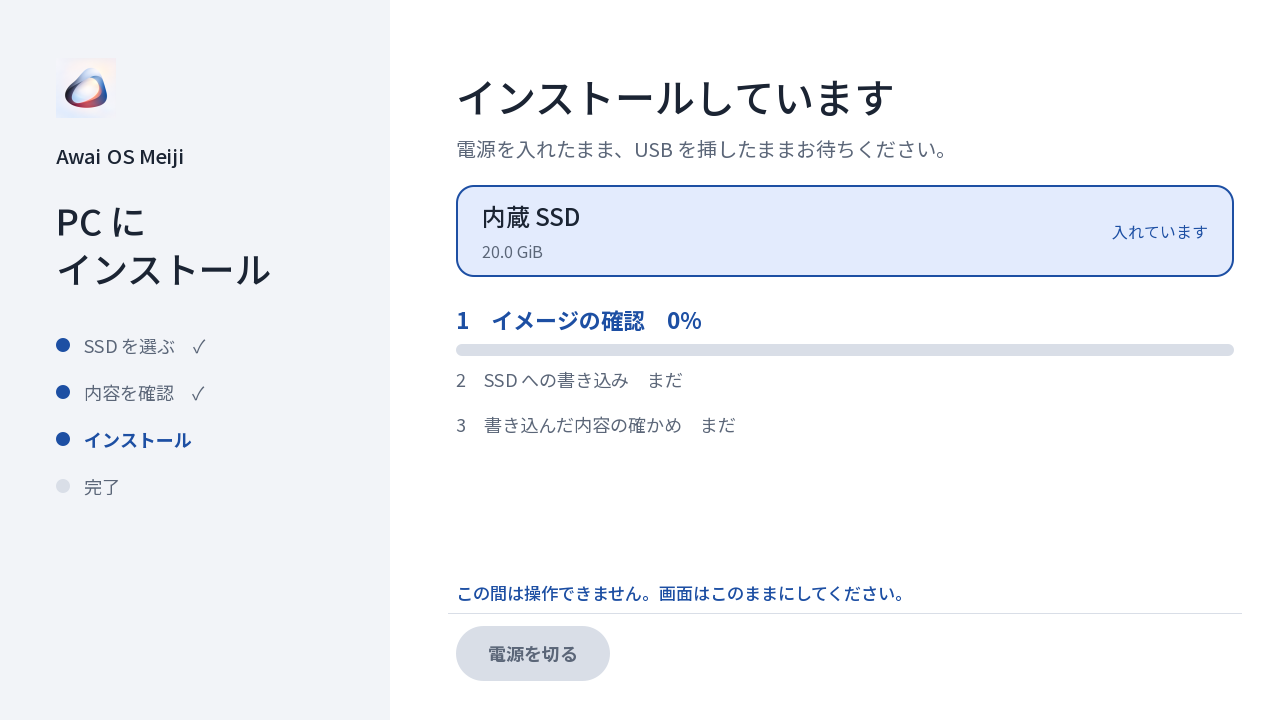 Awai OS Meiji
PC に
インストール
SSD を選ぶ ✓
内容を確認 ✓
インストール
完了
インストールしています
電源を入れたまま、USB を挿したままお待ちください。
内蔵 SSD
20.0 GiB
入れています
1 イメージの確認 0%
2 SSD への書き込み まだ
3 書き込んだ内容の確かめ まだ
この間は操作できません。画面はこのままにしてください。
電源を切る